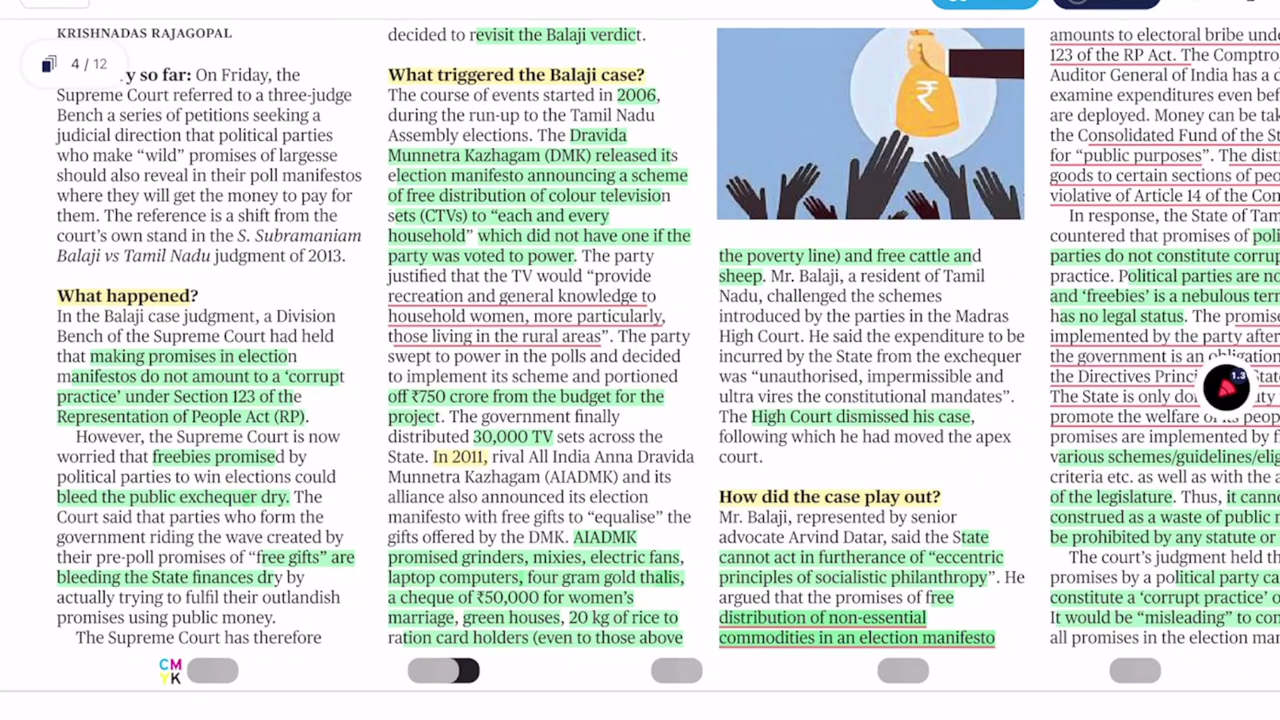 KRISHNADAS RAJAGOPAL
4 / 12
y so far: On Friday, the
Supreme Court referred to a three-judge
Bench a series of petitions seeking a
judicial direction that political parties
who make “wild” promises of largesse
should also reveal in their poll manifestos
where they will get the money to pay for
them. The reference is a shift from the
court’s own stand in the S. Subramaniam
Balaji vs Tamil Nadu judgment of 2013.
What happened?
In the Balaji case judgment, a Division
Bench of the Supreme Court had held
that making promises in election
manifestos do not amount to a ‘corrupt
practice’ under Section 123 of the
Representation of People Act (RP).
However, the Supreme Court is now
worried that freebies promised by
political parties to win elections could
bleed the public exchequer dry. The
Court said that parties who form the
government riding the wave created by
their pre-poll promises of “free gifts” are
bleeding the State finances dry by
actually trying to fulfil their outlandish
promises using public money.
The Supreme Court has therefore
decided to revisit the Balaji verdict.
What triggered the Balaji case?
The course of events started in 2006,
during the run-up to the Tamil Nadu
Assembly elections. The Dravida
Munnetra Kazhagam (DMK) released its
election manifesto announcing a scheme
of free distribution of colour television
sets (CTVs) to “each and every
household” which did not have one if the
party was voted to power. The party
justified that the TV would “provide
recreation and general knowledge to
household women, more particularly,
those living in the rural areas”. The party
swept to power in the polls and decided
to implement its scheme and portioned
off ₹750 crore from the budget for the
project. The government finally
distributed 30,000 TV sets across the
State. In 2011, rival All India Anna Dravida
Munnetra Kazhagam (AIADMK) and its
alliance also announced its election
manifesto with free gifts to “equalise” the
gifts offered by the DMK. AIADMK
promised grinders, mixies, electric fans,
laptop computers, four gram gold thalis,
a cheque of ₹50,000 for women’s
marriage, green houses, 20 kg of rice to
ration card holders (even to those above
₹
the poverty line) and free cattle and
sheep. Mr. Balaji, a resident of Tamil
Nadu, challenged the schemes
introduced by the parties in the Madras
High Court. He said the expenditure to be
incurred by the State from the exchequer
was “unauthorised, impermissible and
ultra vires the constitutional mandates”.
The High Court dismissed his case,
following which he had moved the apex
court.
How did the case play out?
Mr. Balaji, represented by senior
advocate Arvind Datar, said the State
cannot act in furtherance of “eccentric
principles of socialistic philanthropy”. He
argued that the promises of free
distribution of non-essential
commodities in an election manifesto
amounts to electoral bribe und
123 of the RP Act. The Comptro
Auditor General of India has a d
examine expenditures even bef
are deployed. Money can be tak
the Consolidated Fund of the St
for “public purposes”. The distr
goods to certain sections of peo
violative of Article 14 of the Con
In response, the State of Tam
countered that promises of poli
parties do not constitute corrup
practice. Political parties are no
and ‘freebies’ is a nebulous tern
has no legal status. The promise
implemented by the party after
the government is an obligation
the Directives Princi State
The State is only doi ty
promote the welfare of its peop
promises are implemented by f
various schemes/guidelines/elig
criteria etc. as well as with the a
of the legislature. Thus, it canno
construed as a waste of public r
be prohibited by any statute or
The court’s judgment held th
promises by a political party ca
constitute a ‘corrupt practice’ o
It would be “misleading” to con
all promises in the election man
1.3
CM
YK